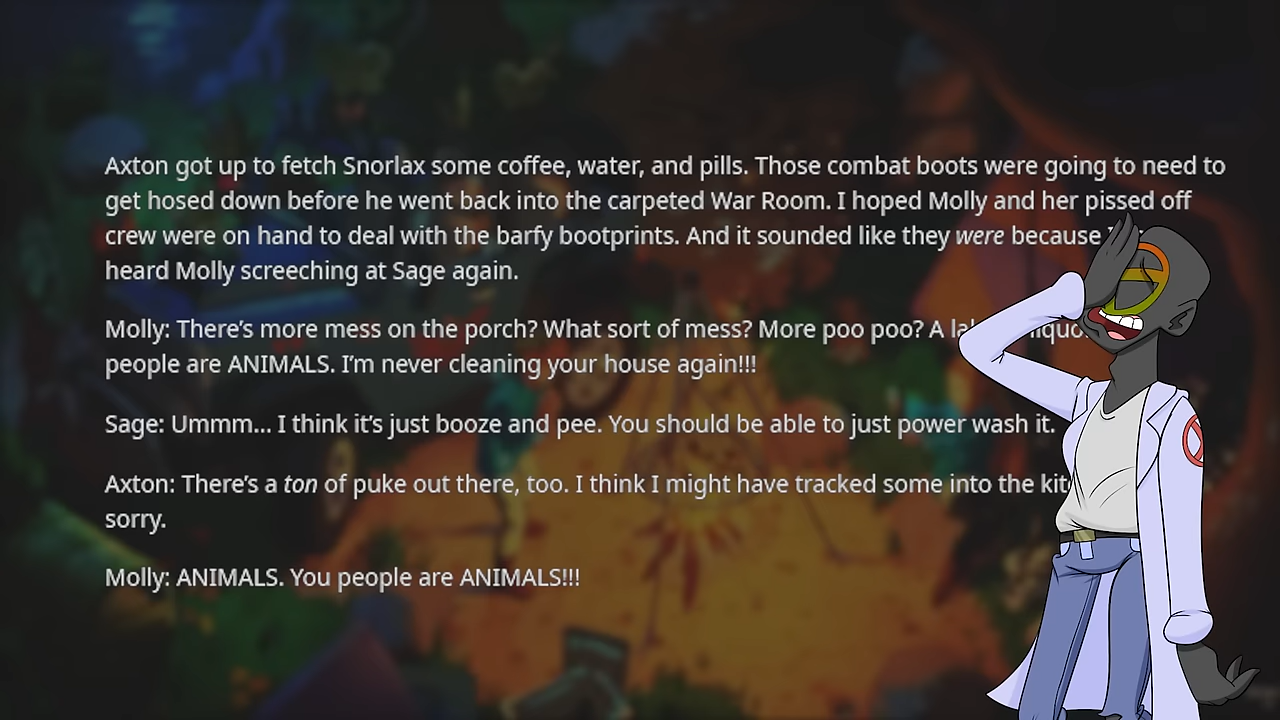 Axton got up to fetch Snorlax some coffee, water, and pills. Those combat boots were going to need to
get hosed down before he went back into the carpeted War Room. I hoped Molly and her pissed off
crew were on hand to deal with the barfy bootprints. And it sounded like they were because
heard Molly screeching at Sage again.
Molly: There’s more mess on the porch? What sort of mess? More poo poo? A
people are ANIMALS. I’m never cleaning your house again!!!
Sage: Ummm... I think it’s just booze and pee. You should be able to just power wash it.
Axton: There’s a ton of puke out there, too. I think I might have tracked some into the
sorry.
Molly: ANIMALS. You people are ANIMALS!!!